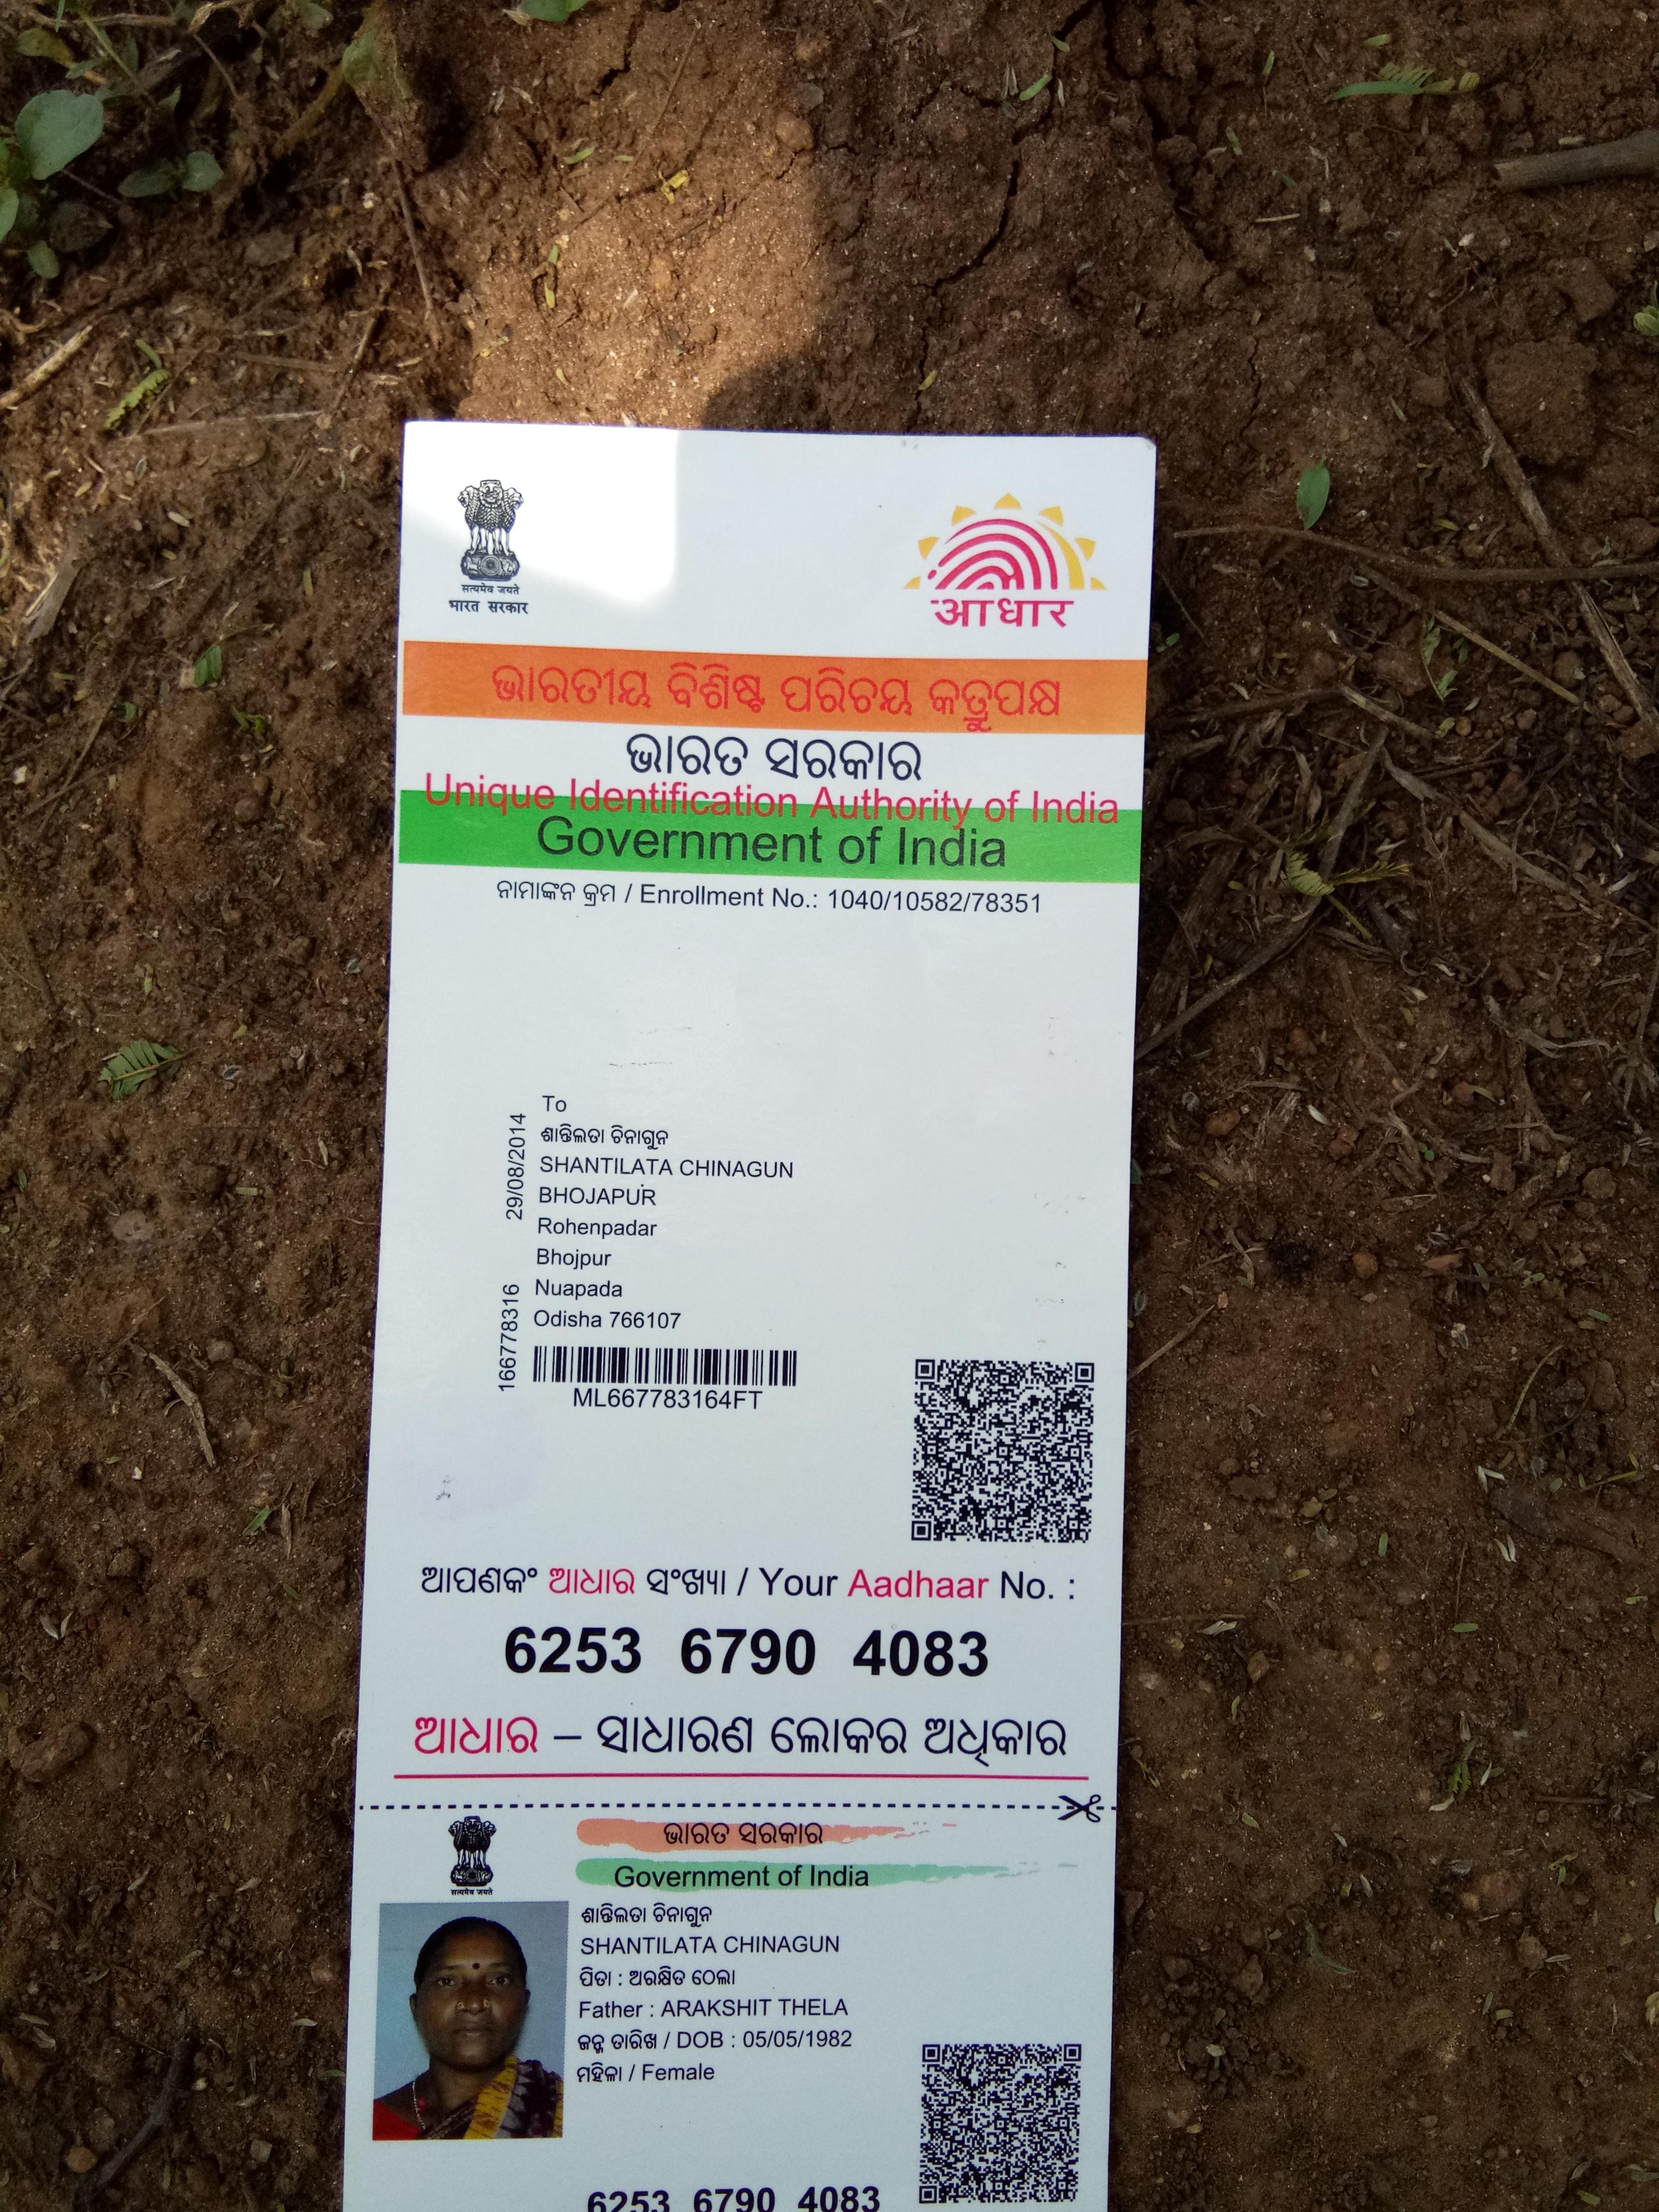 सत्यमेव जयते
भारत सरकार
आधार
ଭାରତୀୟ ବିଶିଷ୍ଟ ପରିଚୟ କର୍ତ୍ତୃପକ୍ଷ
ଭାରତ ସରକାର
Unique Identification Authority of India
Government of India
ନାମାଙ୍କନ କ୍ରମ / Enrollment No.: 1040/10582/78351
To
ଶାନ୍ତିଲତା ଚିନାଗୁନ
SHANTILATA CHINAGUN
BHOJAPUR
Rohenpadar
Bhojpur
Nuapada
Odisha 766107
29/08/2014
166778316
ML667783164FT
ଆପଣଙ୍କ ଆଧାର ସଂଖ୍ୟା / Your Aadhaar No. :
6253 6790 4083
ଆଧାର – ସାଧାରଣ ଲୋକର ଅଧିକାର
ଭାରତ ସରକାର
Government of India
सत्यमेव जयते
ଶାନ୍ତିଲତା ଚିନାଗୁନ
SHANTILATA CHINAGUN
ପିତା : ଅରକ୍ଷିତ ଠେଲା
Father : ARAKSHIT THELA
ଜନ୍ମ ତାରିଖ / DOB : 05/05/1982
ମହିଳା / Female
6253 6790 4083